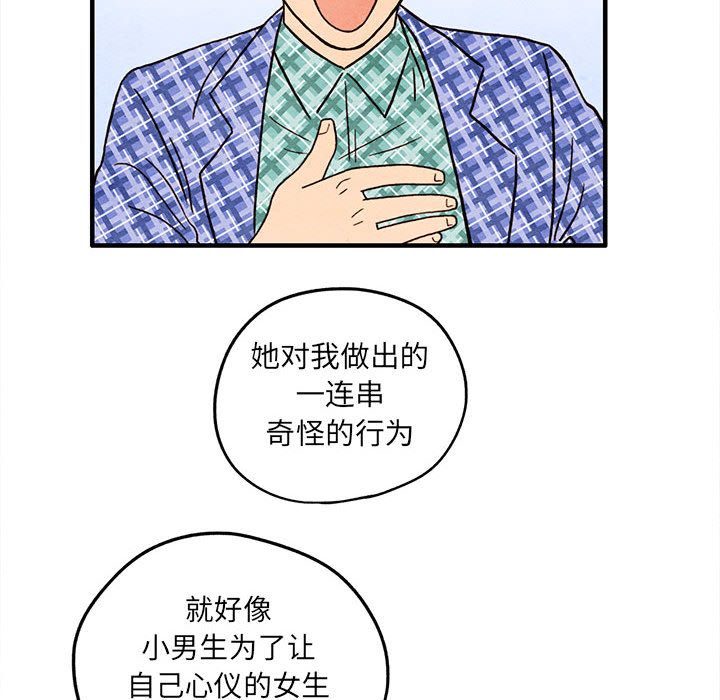 她对我做出的
一连串
奇怪的行为
就好像
小男生为了让
自己心仪的女生